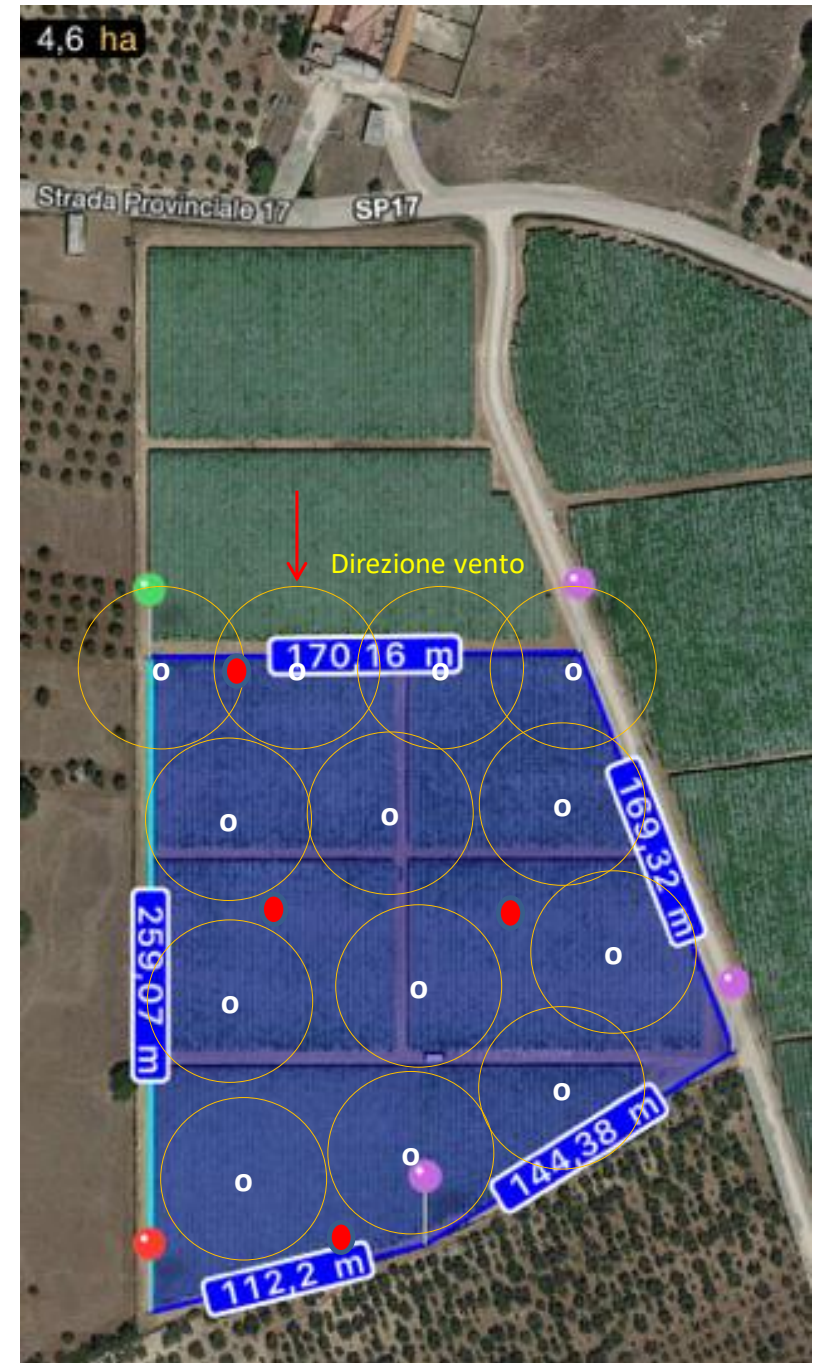 4,6 ha
Strada Provinciale 17
SP17
Direzione vento
170,16 m
o o o o
o o o
169,32 m
259,07 m
o o o
o
144,38 m
o o
112,2 m